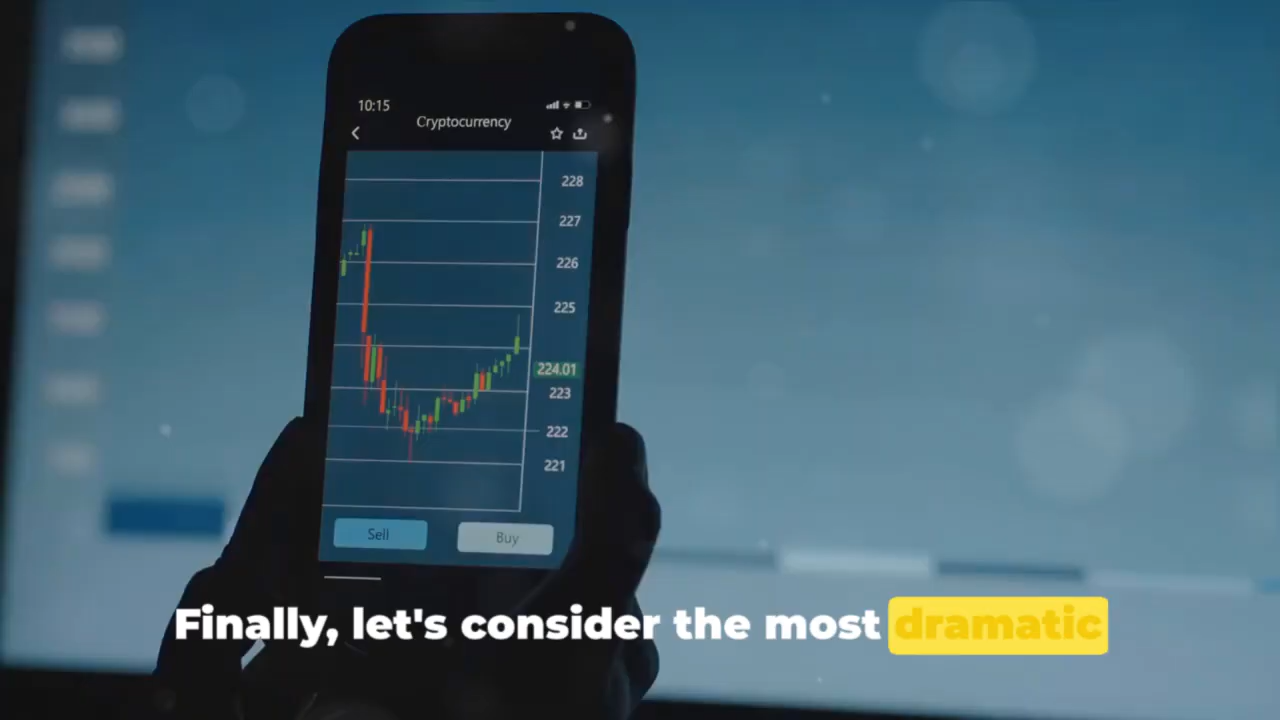 10:15
Cryptocurrency
228
227
226
225
224.01
223
222
221
Sell
Buy
Finally, let's consider the most dramatic